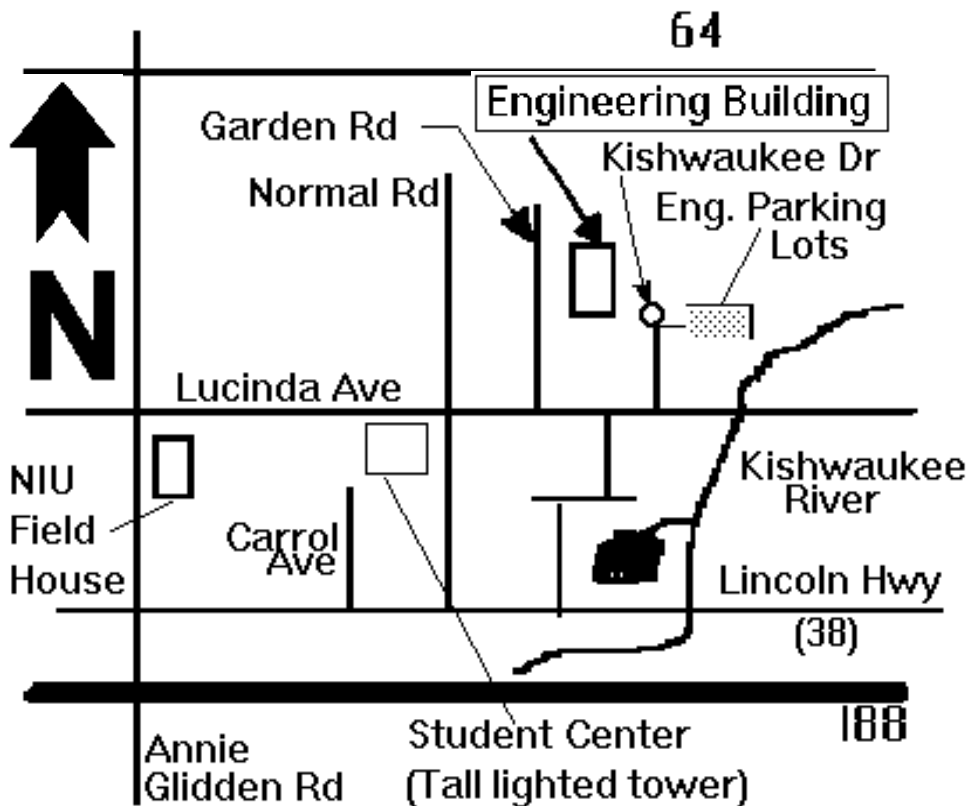 64
Engineering Building
Garden Rd
Kishwaukee Dr
Normal Rd
Eng. Parking
Lots
N
Lucinda Ave
NIU
Field
House
Carrol
Ave
Kishwaukee
River
Lincoln Hwy
(38)
I88
Annie
Glidden Rd
Student Center
(Tall lighted tower)